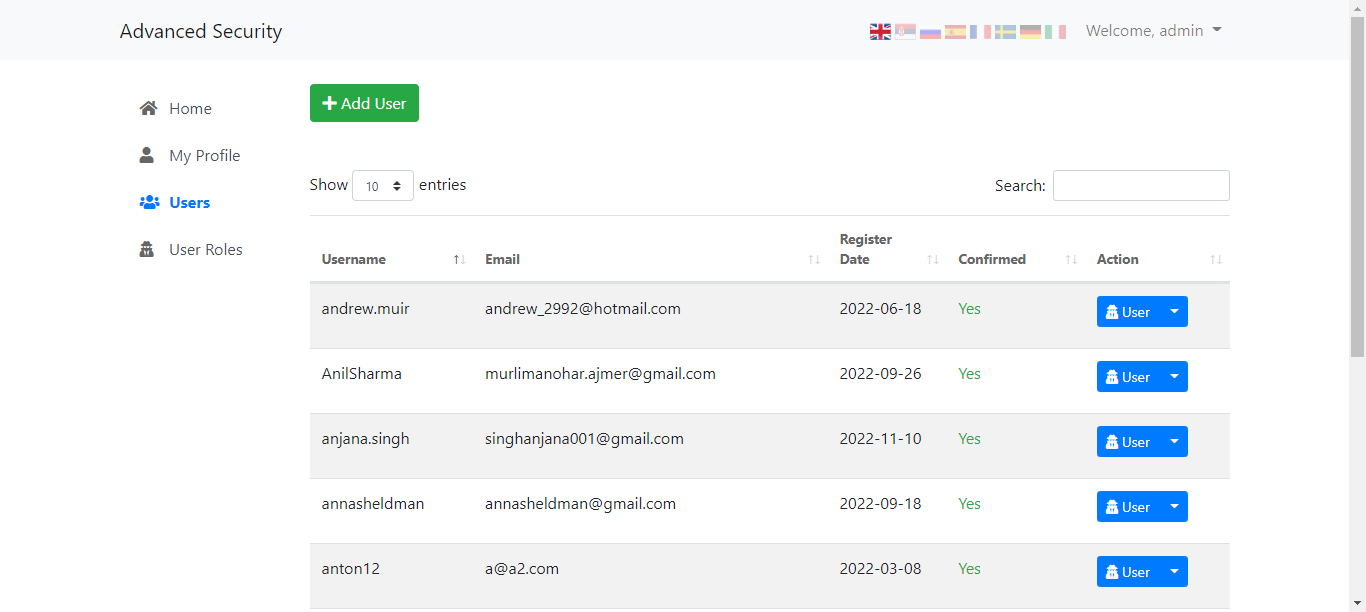 Advanced Security
Welcome, admin
Home
My Profile
Users
User Roles
Add User
Show 10 entries
Search:
Username Email Register Date Confirmed Action
andrew.muir andrew_2992@hotmail.com 2022-06-18 Yes User
AnilSharma murlimanohar.ajmer@gmail.com 2022-09-26 Yes User
anjana.singh singhanjana001@gmail.com 2022-11-10 Yes User
annasheldman annasheldman@gmail.com 2022-09-18 Yes User
anton12 a@a2.com 2022-03-08 Yes User